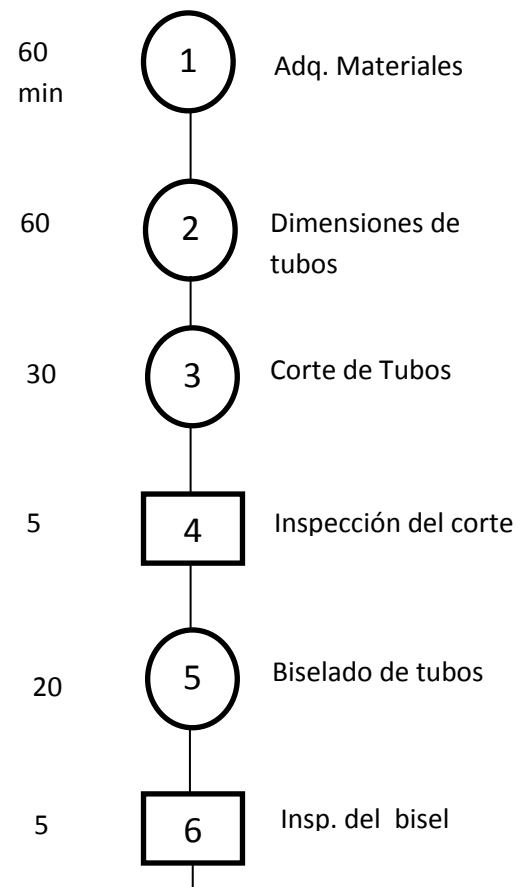 60
min
1
Adq. Materiales
60
2
Dimensiones de
tubos
30
3
Corte de Tubos
5
4
Inspección del corte
20
5
Biselado de tubos
5
6
Insp. del bisel